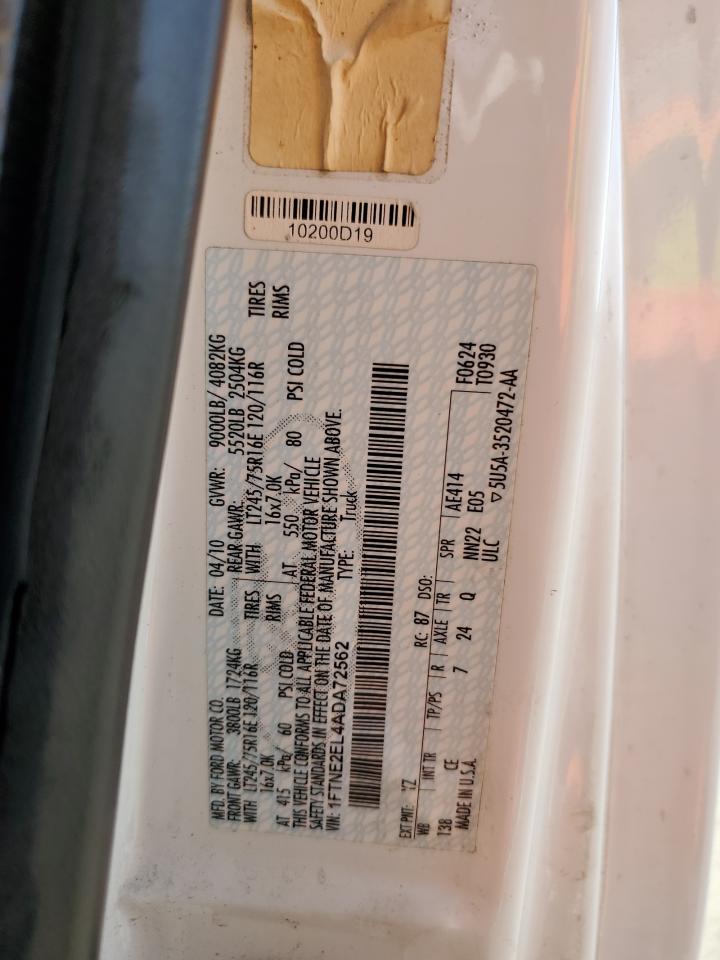 10200D19
MFD. BY FORD MOTOR CO.
DATE: 04/10 GVWR: 9000LB/ 4082KG
FRONT GAWR: 3800LB 1724KG REAR GAWR: 5520LB 2504KG
WITH LT245/75R16E 120/116R TIRES WITH LT245/75R16E 120/116R TIRES
16x7.0K RIMS 16x7.0K RIMS
AT 415 kPa/ 60 PSI COLD AT 550 kPa/ 80 PSI COLD
THIS VEHICLE CONFORMS TO ALL APPLICABLE FEDERAL MOTOR VEHICLE
SAFETY STANDARDS IN EFFECT ON THE DATE OF MANUFACTURE SHOWN ABOVE.
VIN: 1FTNE2EL4ADA72562 TYPE: Truck
EXT PNT: YZ RC: 87 DSO:
WB INT TR TP/PS R AXLE TR SPR AE414 F0624
138 CE 7 24 Q NN22 E05 T0930
MADE IN U.S.A. ULC ▽5U5A-3520472-AA